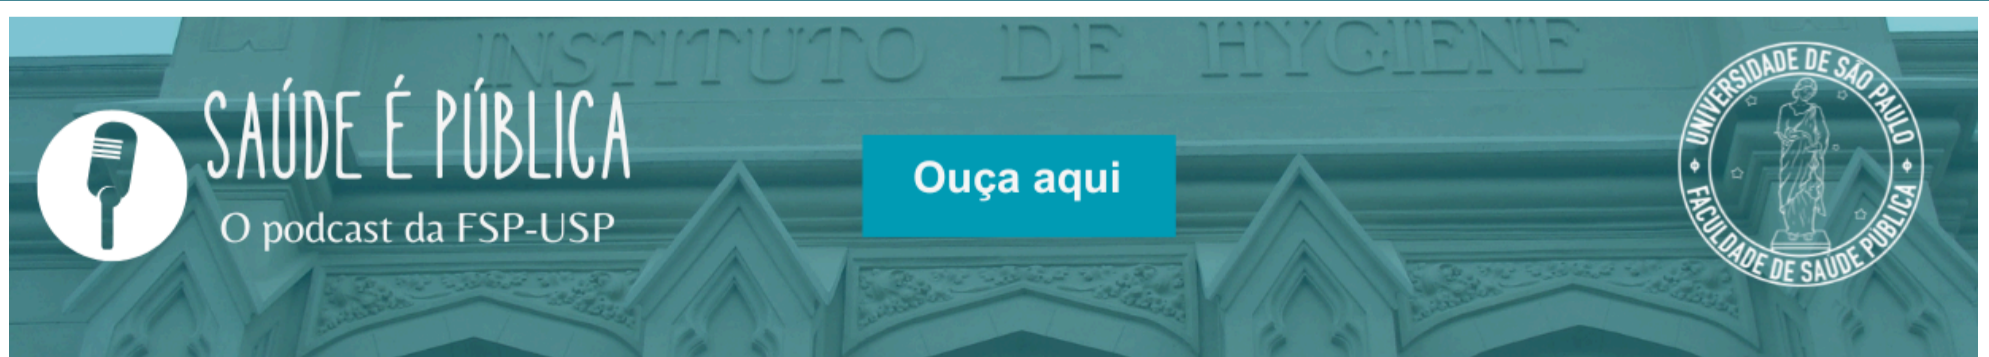 INSTITUTO DE HYGIENE
SAÚDE É PÚBLICA
O podcast da FSP-USP
Ouça aqui
UNIVERSIDADE DE SÃO PAULO
FACULDADE DE SAÚDE PÚBLICA